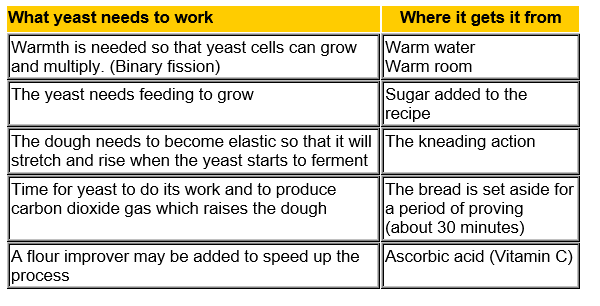 What yeast needs to work
Where it gets it from
Warmth is needed so that yeast cells can grow
and multiply. (Binary fission)
Warm water
Warm room
The yeast needs feeding to grow
Sugar added to the
recipe
The dough needs to become elastic so that it will
stretch and rise when the yeast starts to ferment
The kneading action
Time for yeast to do its work and to produce
carbon dioxide gas which raises the dough
The bread is set aside for
a period of proving
(about 30 minutes)
A flour improver may be added to speed up the
process
Ascorbic acid (Vitamin C)